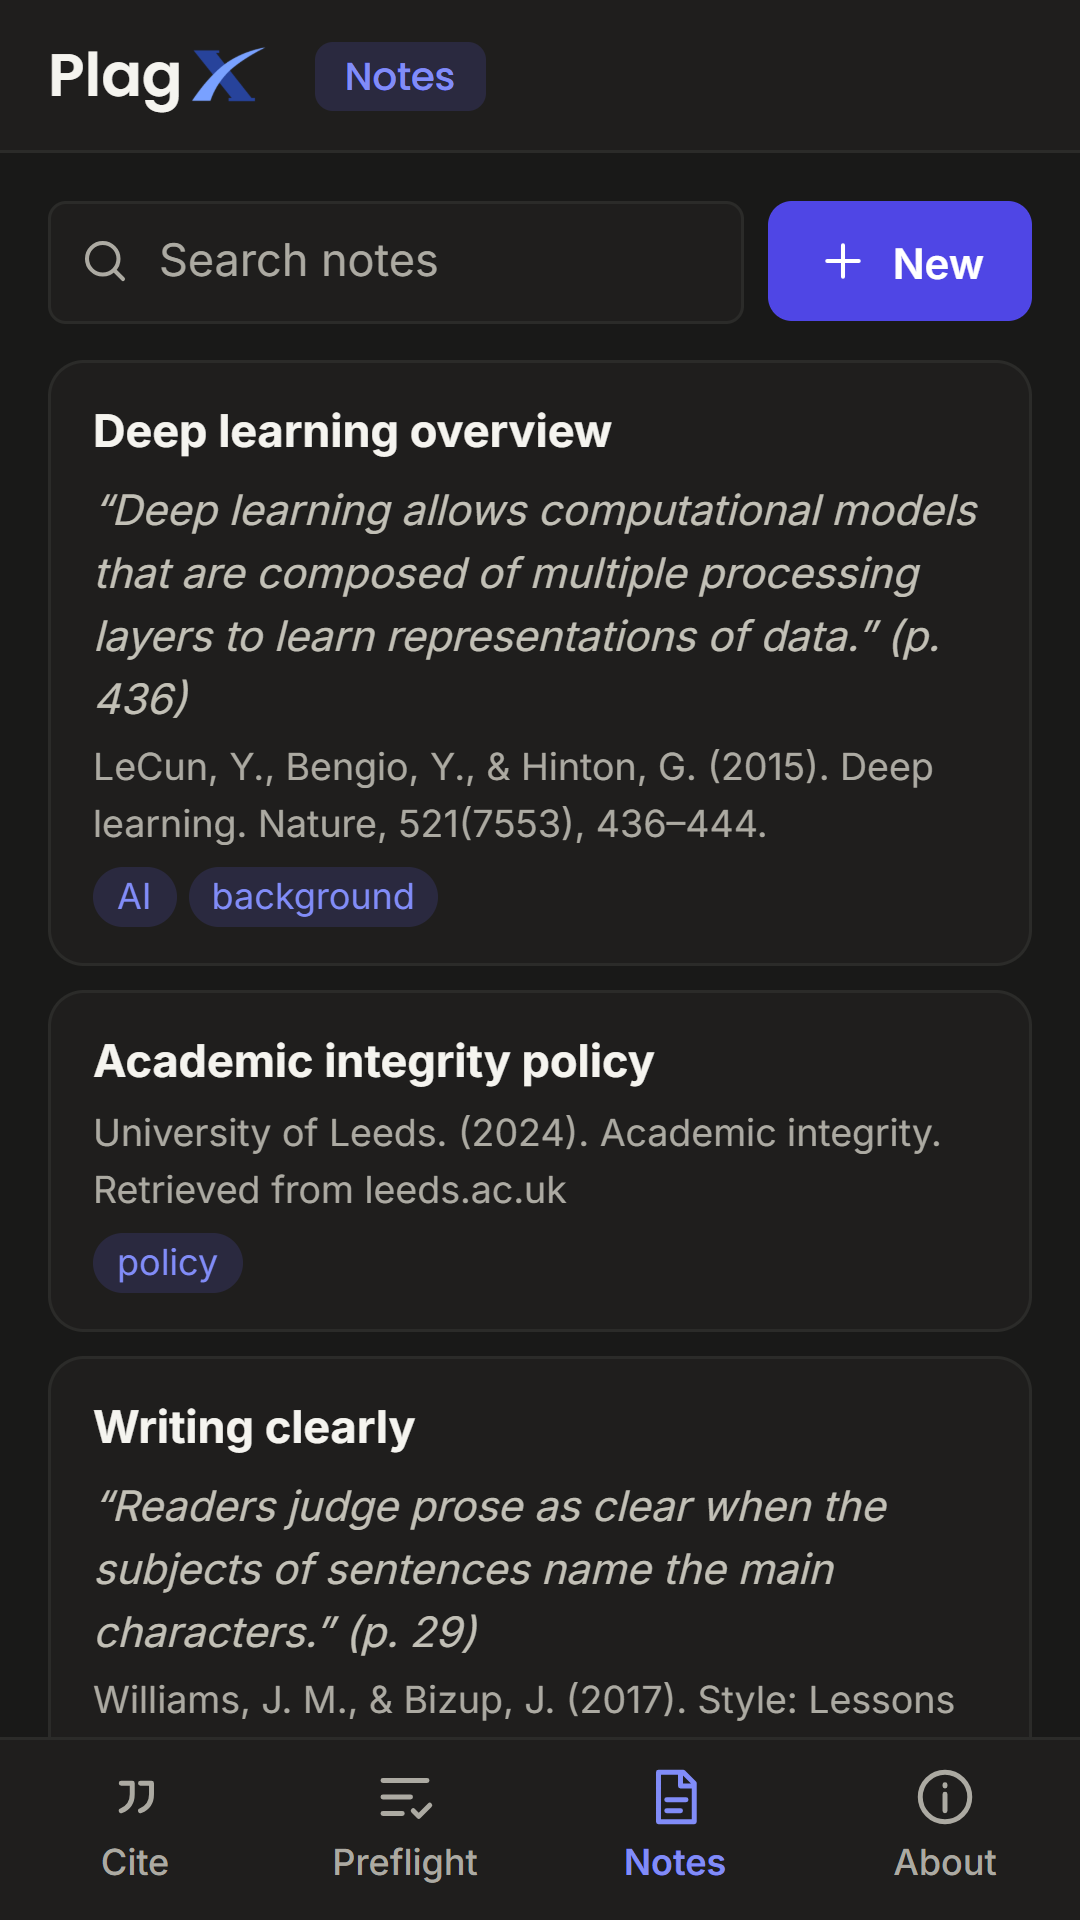 PlagX Notes
Search notes
New
Deep learning overview
“Deep learning allows computational models
that are composed of multiple processing
layers to learn representations of data.” (p.
436)
LeCun, Y., Bengio, Y., & Hinton, G. (2015). Deep
learning. Nature, 521(7553), 436–444.
AI background
Academic integrity policy
University of Leeds. (2024). Academic integrity.
Retrieved from leeds.ac.uk
policy
Writing clearly
“Readers judge prose as clear when the
subjects of sentences name the main
characters.” (p. 29)
Williams, J. M., & Bizup, J. (2017). Style: Lessons
Cite Preflight Notes About